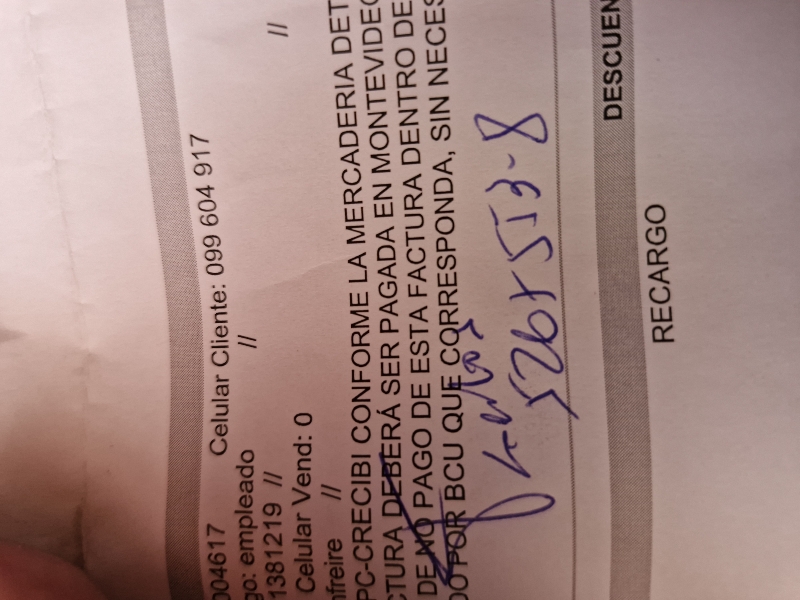 004617 Celular Cliente: 099 604 917
go: empleado //
1381219 // //
Celular Vend: 0
nfreire //
PC-CRECIBI CONFORME LA MERCADERIA DET
CTURA DEBERÁ SER PAGADA EN MONTEVIDEO
DE NO PAGO DE ESTA FACTURA DENTRO DE
DO POR BCU QUE CORRESPONDA, SIN NECES
DESCUEN
RECARGO